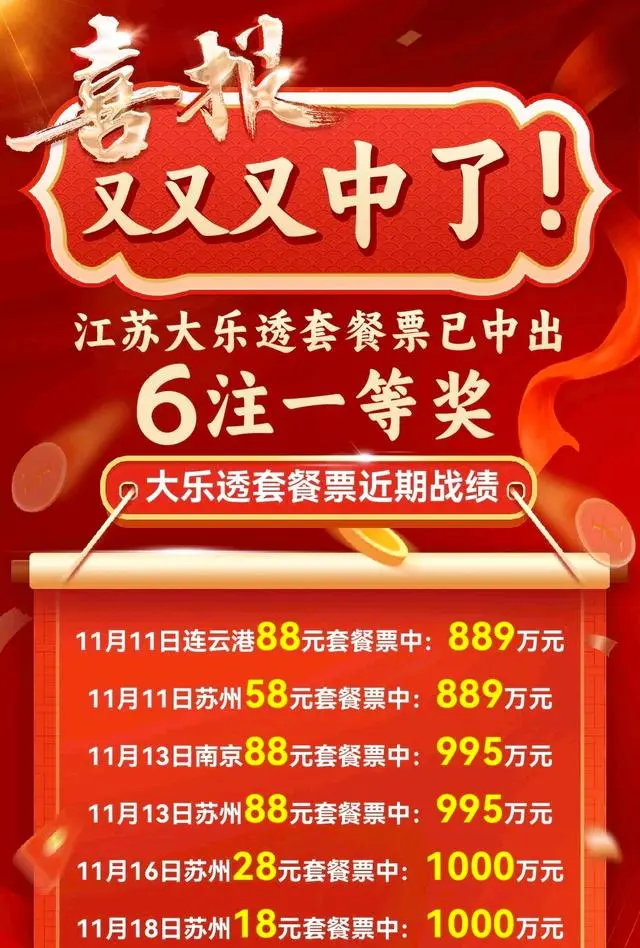 喜报
又又又中了!
江苏大乐透套餐票已中出
6注一等奖
大乐透套餐票近期战绩
11月11日连云港88元套餐票中：889万元
11月11日苏州58元套餐票中：889万元
11月13日南京88元套餐票中：995万元
11月13日苏州88元套餐票中：995万元
11月16日苏州28元套餐票中：1000万元
11月18日苏州18元套餐票中：1000万元